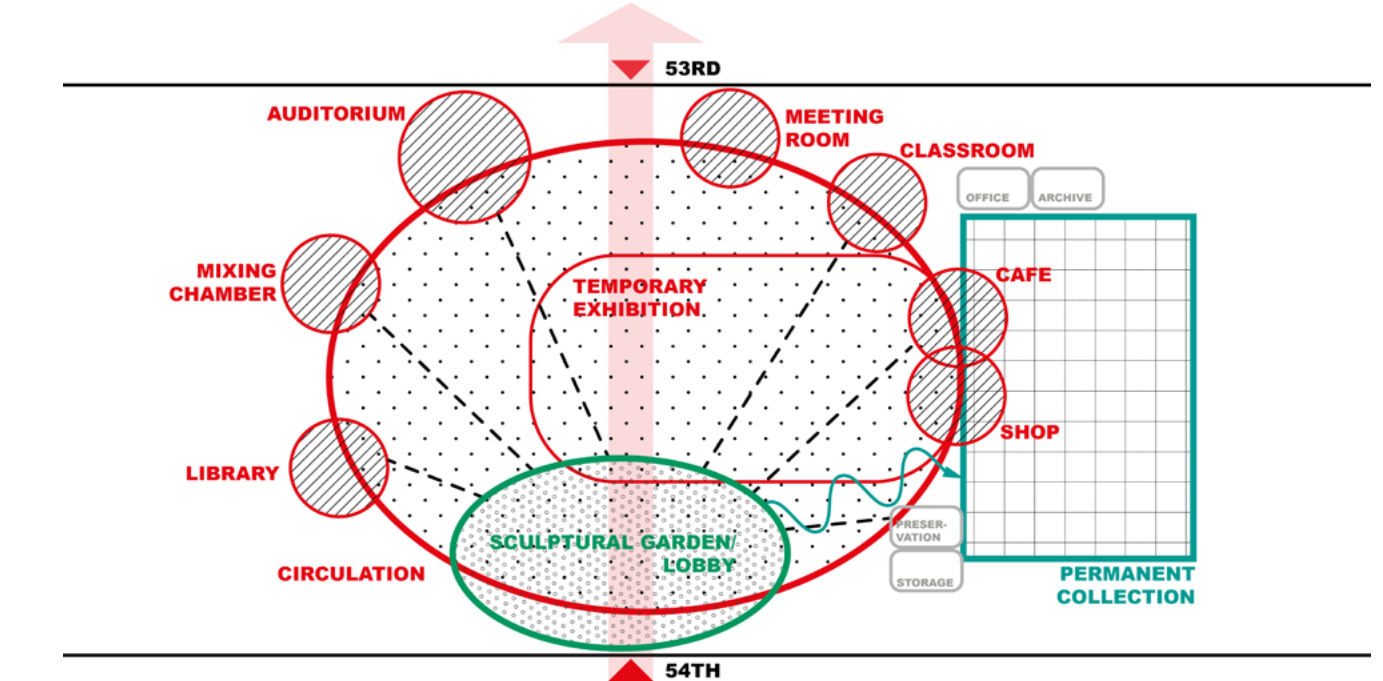 53RD
AUDITORIUM
MEETING
ROOM
CLASSROOM
OFFICE
ARCHIVE
MIXING
CHAMBER
TEMPORARY
EXHIBITION
CAFE
SHOP
LIBRARY
PRESER-
VATION
SCULPTURAL GARDEN/
LOBBY
STORAGE
CIRCULATION
PERMANENT
COLLECTION
54TH